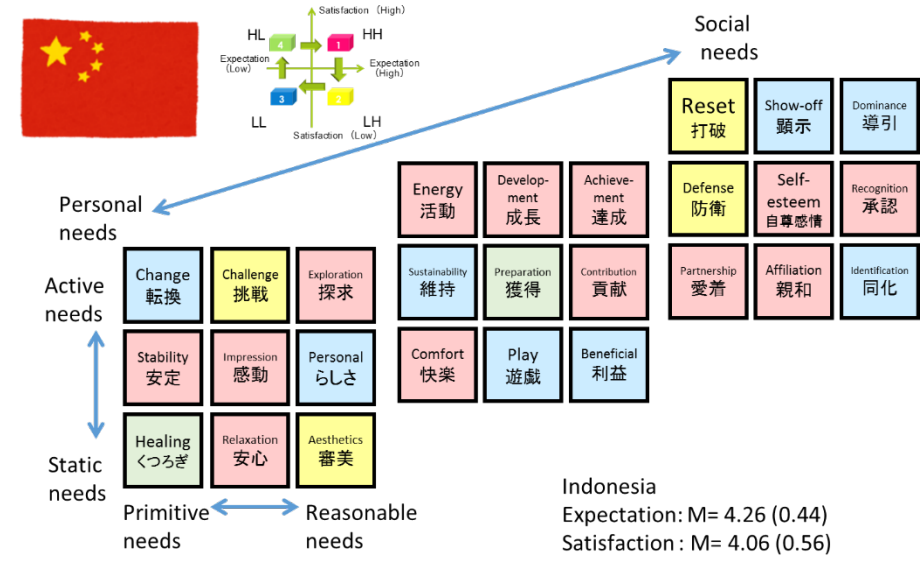 Satisfaction (High)
HL
HH
4
1
Expectation
(Low)
Expectation
(High)
3
2
LL
LH
Satisfaction (Low)
Social
needs
Reset
打破
Show-off
顕示
Dominance
導引
Defense
防衛
Self-
esteem
自尊感情
Recognition
承認
Partnership
愛着
Affiliation
親和
Identification
同化
Energy
活動
Develop-
ment
成長
Achieve-
ment
達成
Sustainability
維持
Preparation
獲得
Contribution
貢献
Comfort
快楽
Play
遊戯
Beneficial
利益
Personal
needs
Active
needs
Change
転換
Challenge
挑戦
Exploration
探求
Stability
安定
Impression
感動
Personal
らしさ
Healing
くつろぎ
Relaxation
安心
Aesthetics
審美
Static
needs
Primitive
needs
Reasonable
needs
Indonesia
Expectation: M= 4.26 (0.44)
Satisfaction : M= 4.06 (0.56)